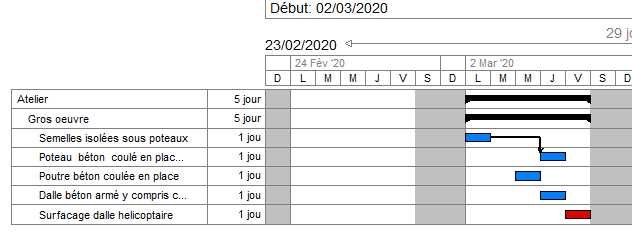 Début: 02/03/2020
29 jo
23/02/2020
24 Fév '20 2 Mar '20
D L M M J V S D L M M J V S D
Atelier 5 jour
Gros oeuvre 5 jour
Semelles isolées sous poteaux 1 jou
Poteau béton coulé en plac... 1 jou
Poutre béton coulée en place 1 jou
Dalle béton armé y compris c... 1 jou
Surfacage dalle helicoptaire 1 jou